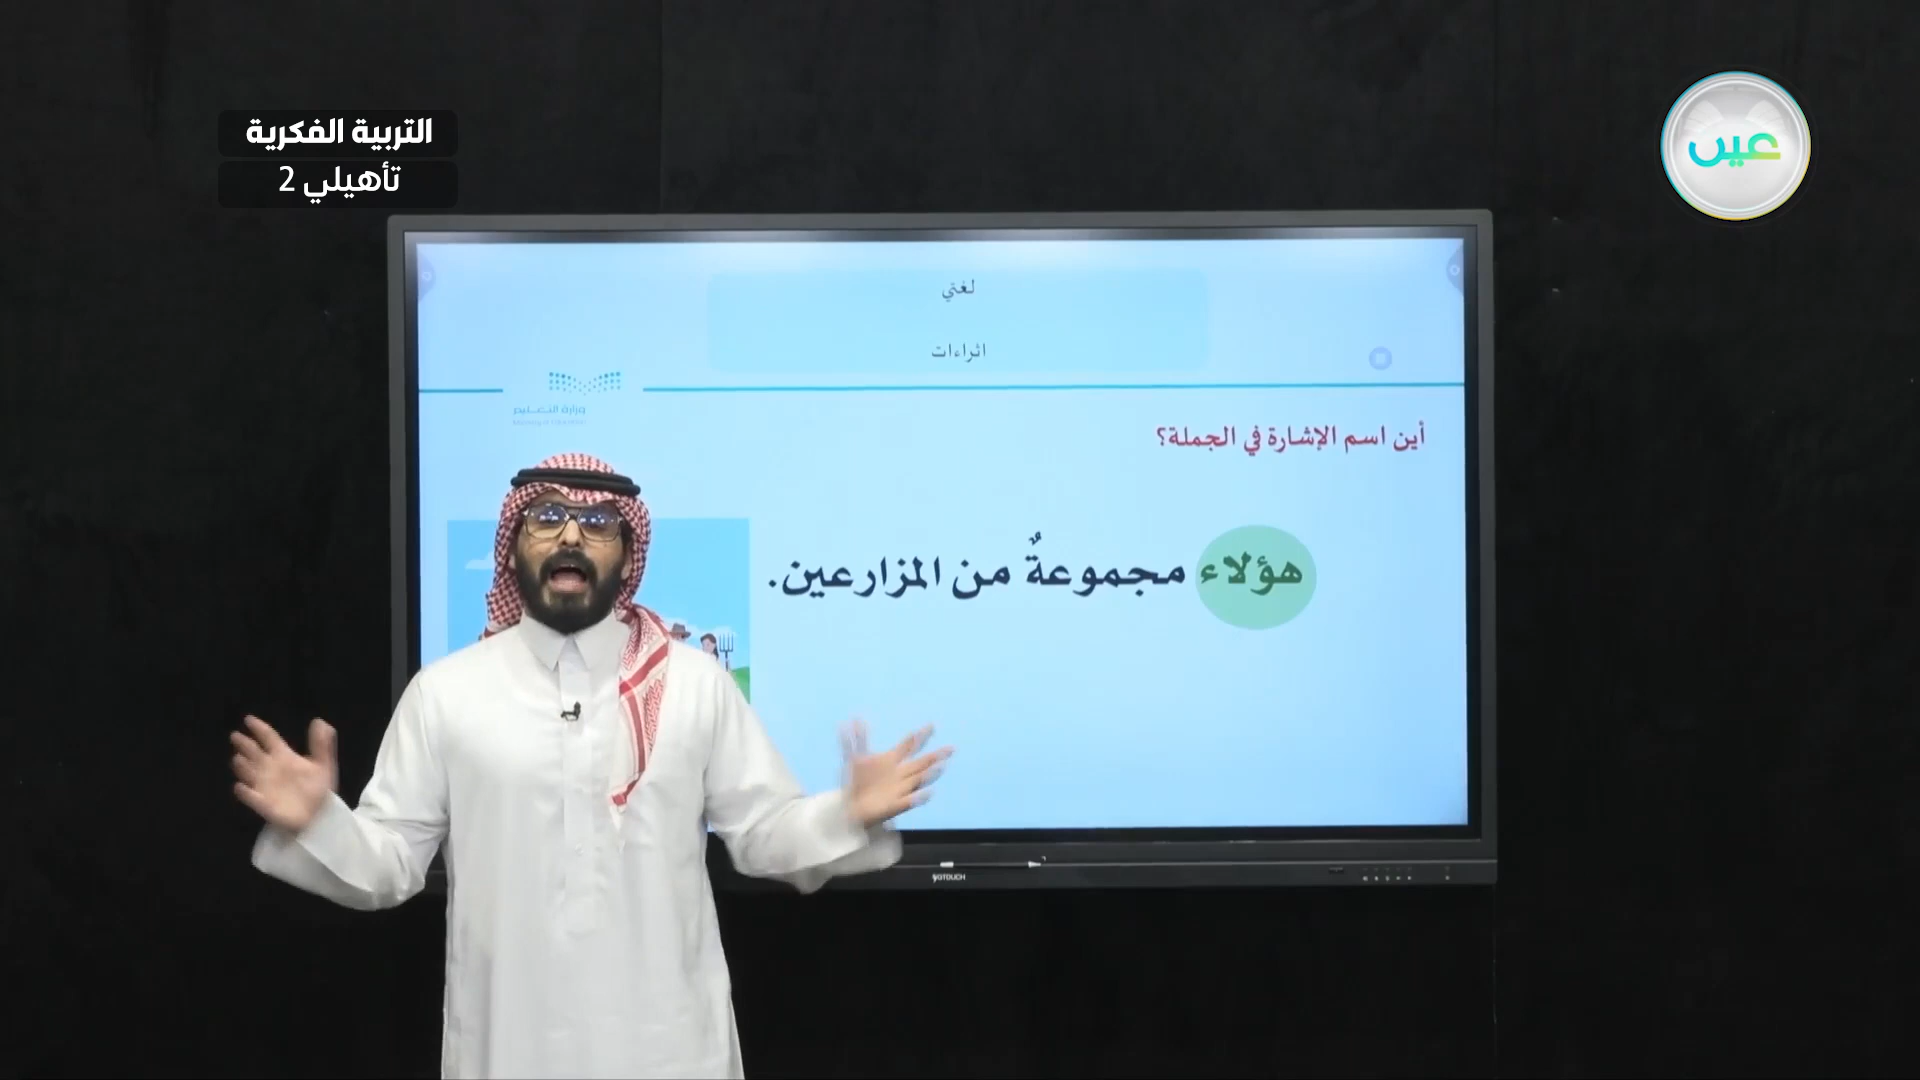 التربية الفكرية
تأهيلي 2
عين
لغتي
اثراءات
وزارة التعليم
أين اسم الإشارة في الجملة؟
هؤلاء مجموعةٌ من المزارعين.